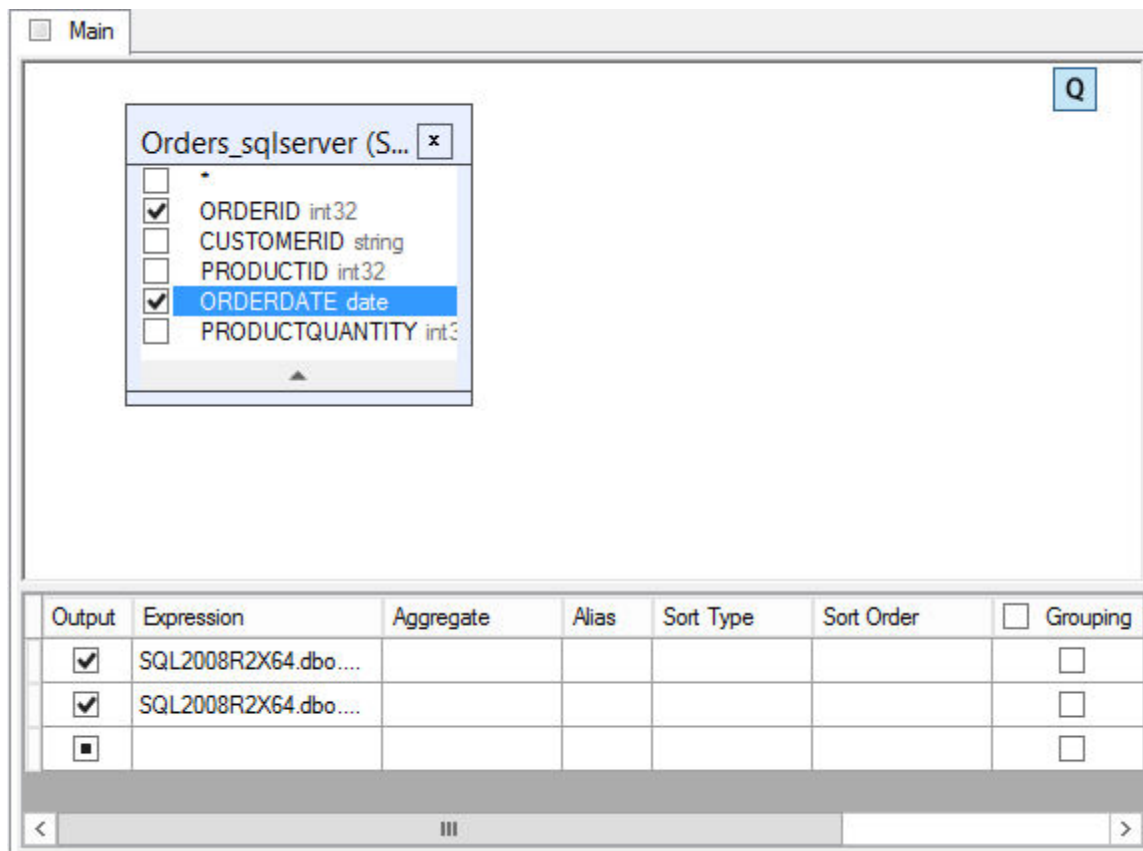 Main
Q
Orders_sqlserver (S... x
*
ORDERID int32
CUSTOMERID string
PRODUCTID int32
ORDERDATE date
PRODUCTQUANTITY int3
Output Expression Aggregate Alias Sort Type Sort Order Grouping
SQL2008R2X64.dbo....
SQL2008R2X64.dbo....